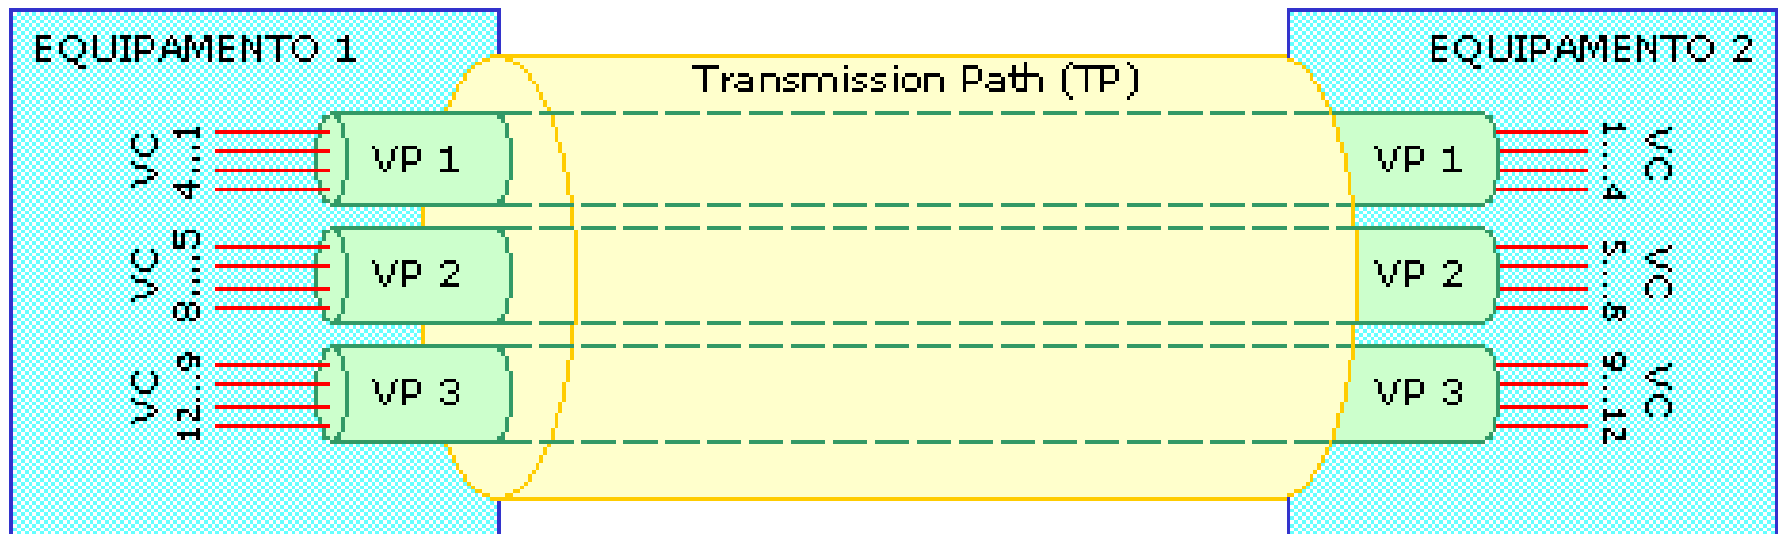 EQUIPAMENTO 1
EQUIPAMENTO 2
Transmission Path (TP)
VC
4....1
VP 1
VP 1
1.....4
VC
VC
8.....5
VP 2
VP 2
5.....8
VC
VC
12...9
VP 3
VP 3
9...12
VC